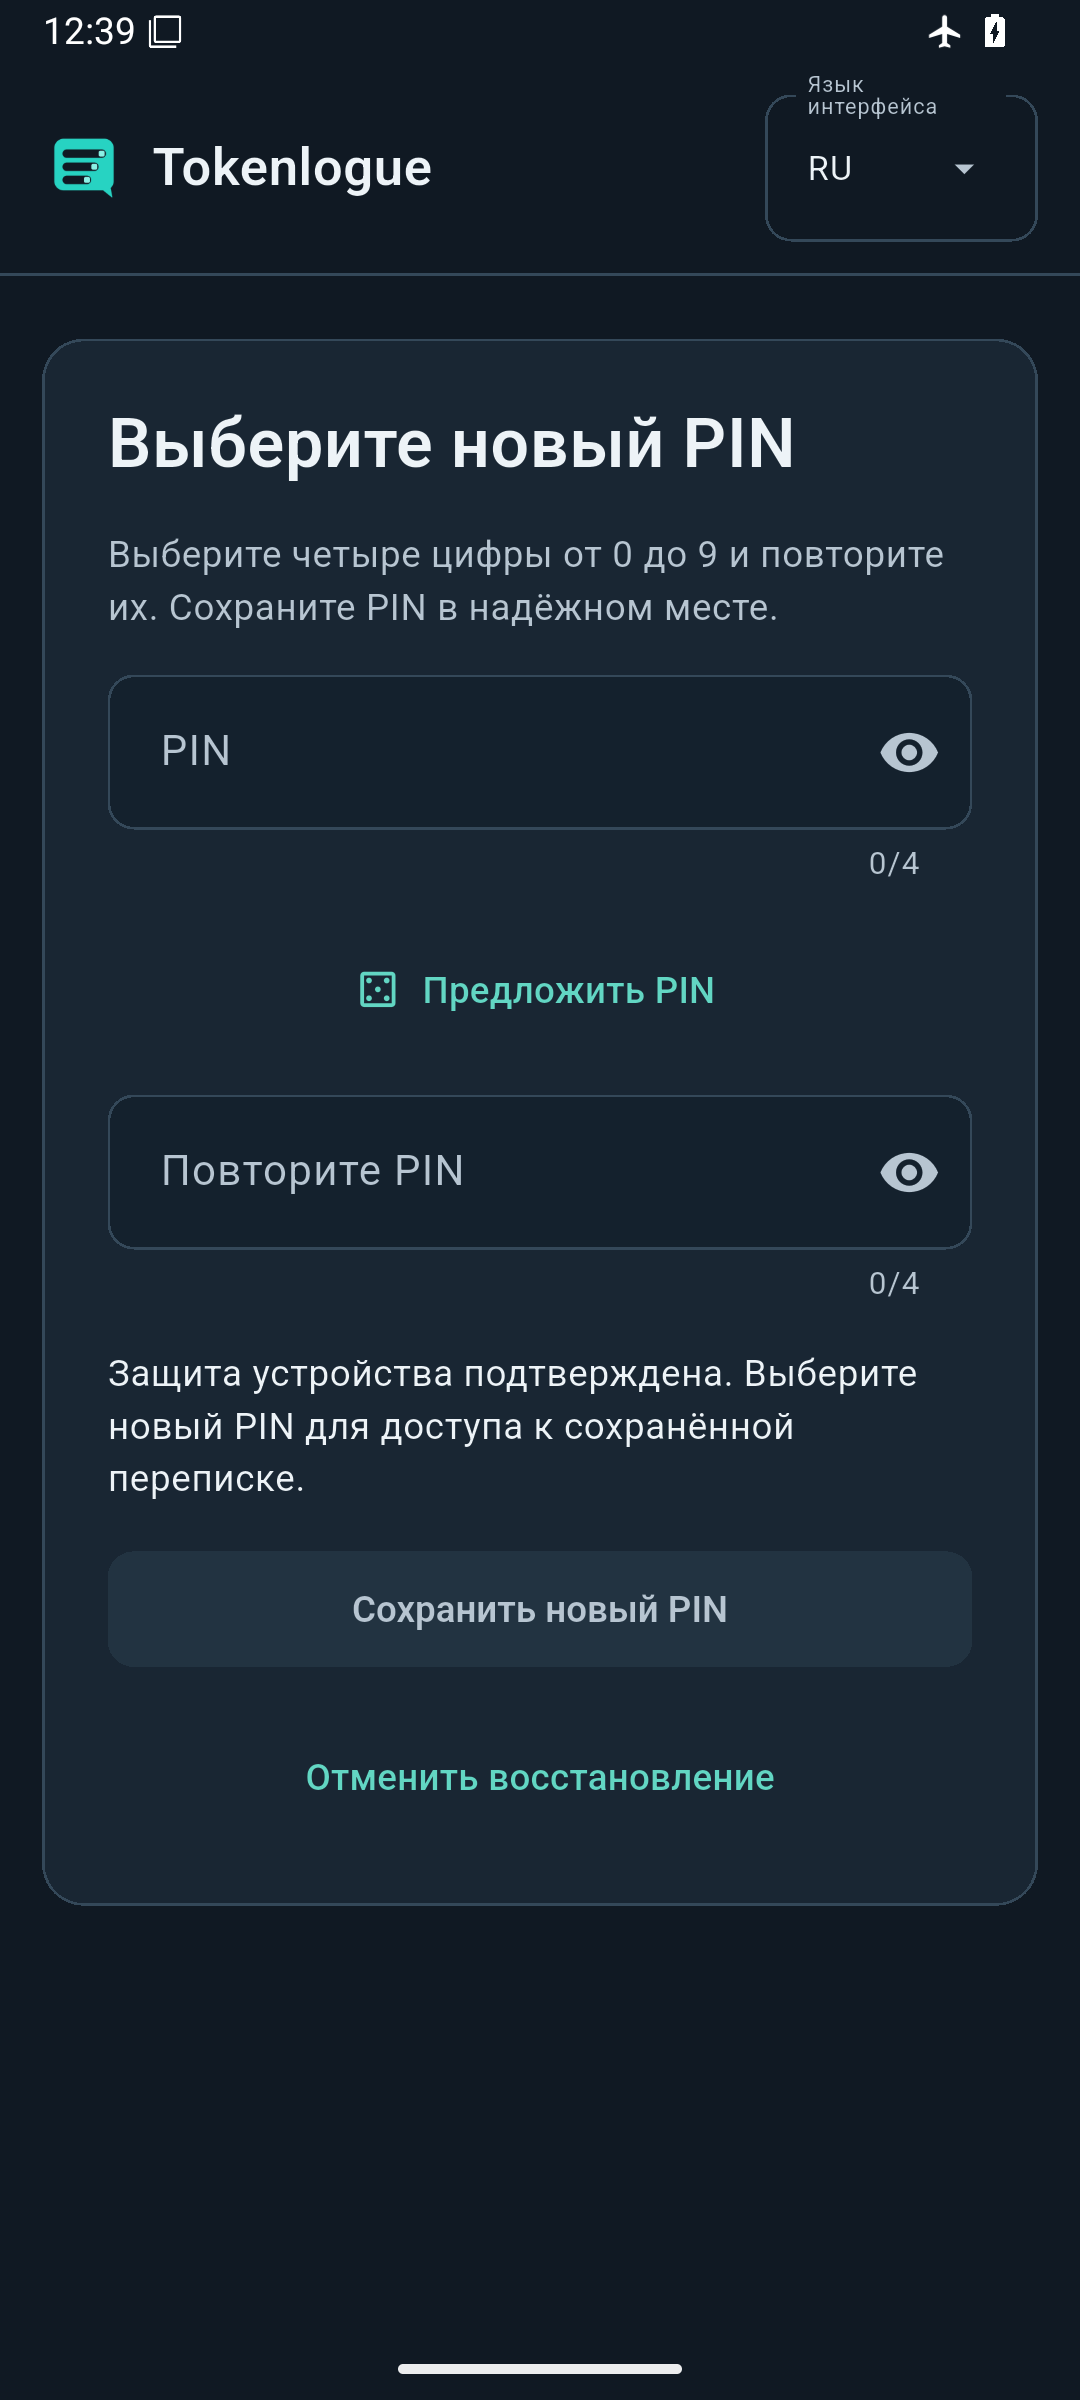 12:39
Язык
интерфейса
Tokenlogue
RU
Выберите новый PIN
Выберите четыре цифры от 0 до 9 и повторите
их. Сохраните PIN в надёжном месте.
PIN
0/4
Предложить PIN
Повторите PIN
0/4
Защита устройства подтверждена. Выберите
новый PIN для доступа к сохранённой
переписке.
Сохранить новый PIN
Отменить восстановление